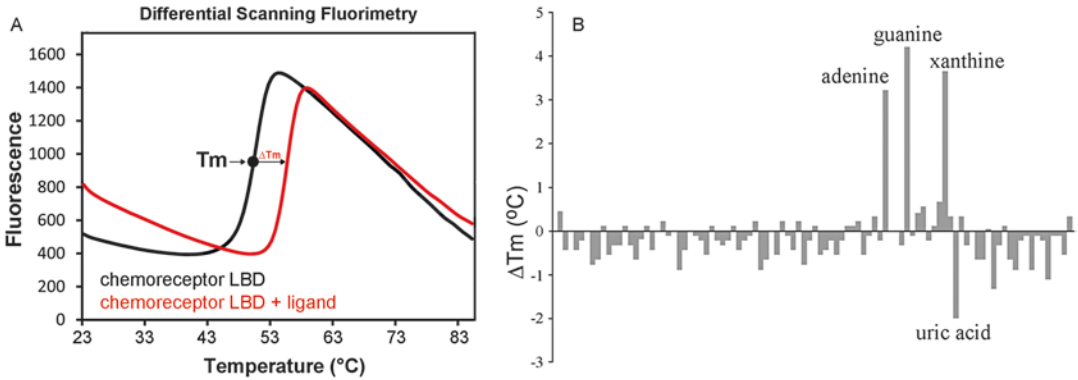 A
Differential Scanning Fluorimetry
Fluorescence
1600
1400
1200
1000
800
600
400
200
0
Tm
ΔTm
chemoreceptor LBD
chemoreceptor LBD + ligand
23 33 43 53 63 73 83
Temperature (°C)
B
ΔTm (ºC)
5
4
3
2
1
0
-1
-2
-3
guanine
adenine
xanthine
uric acid